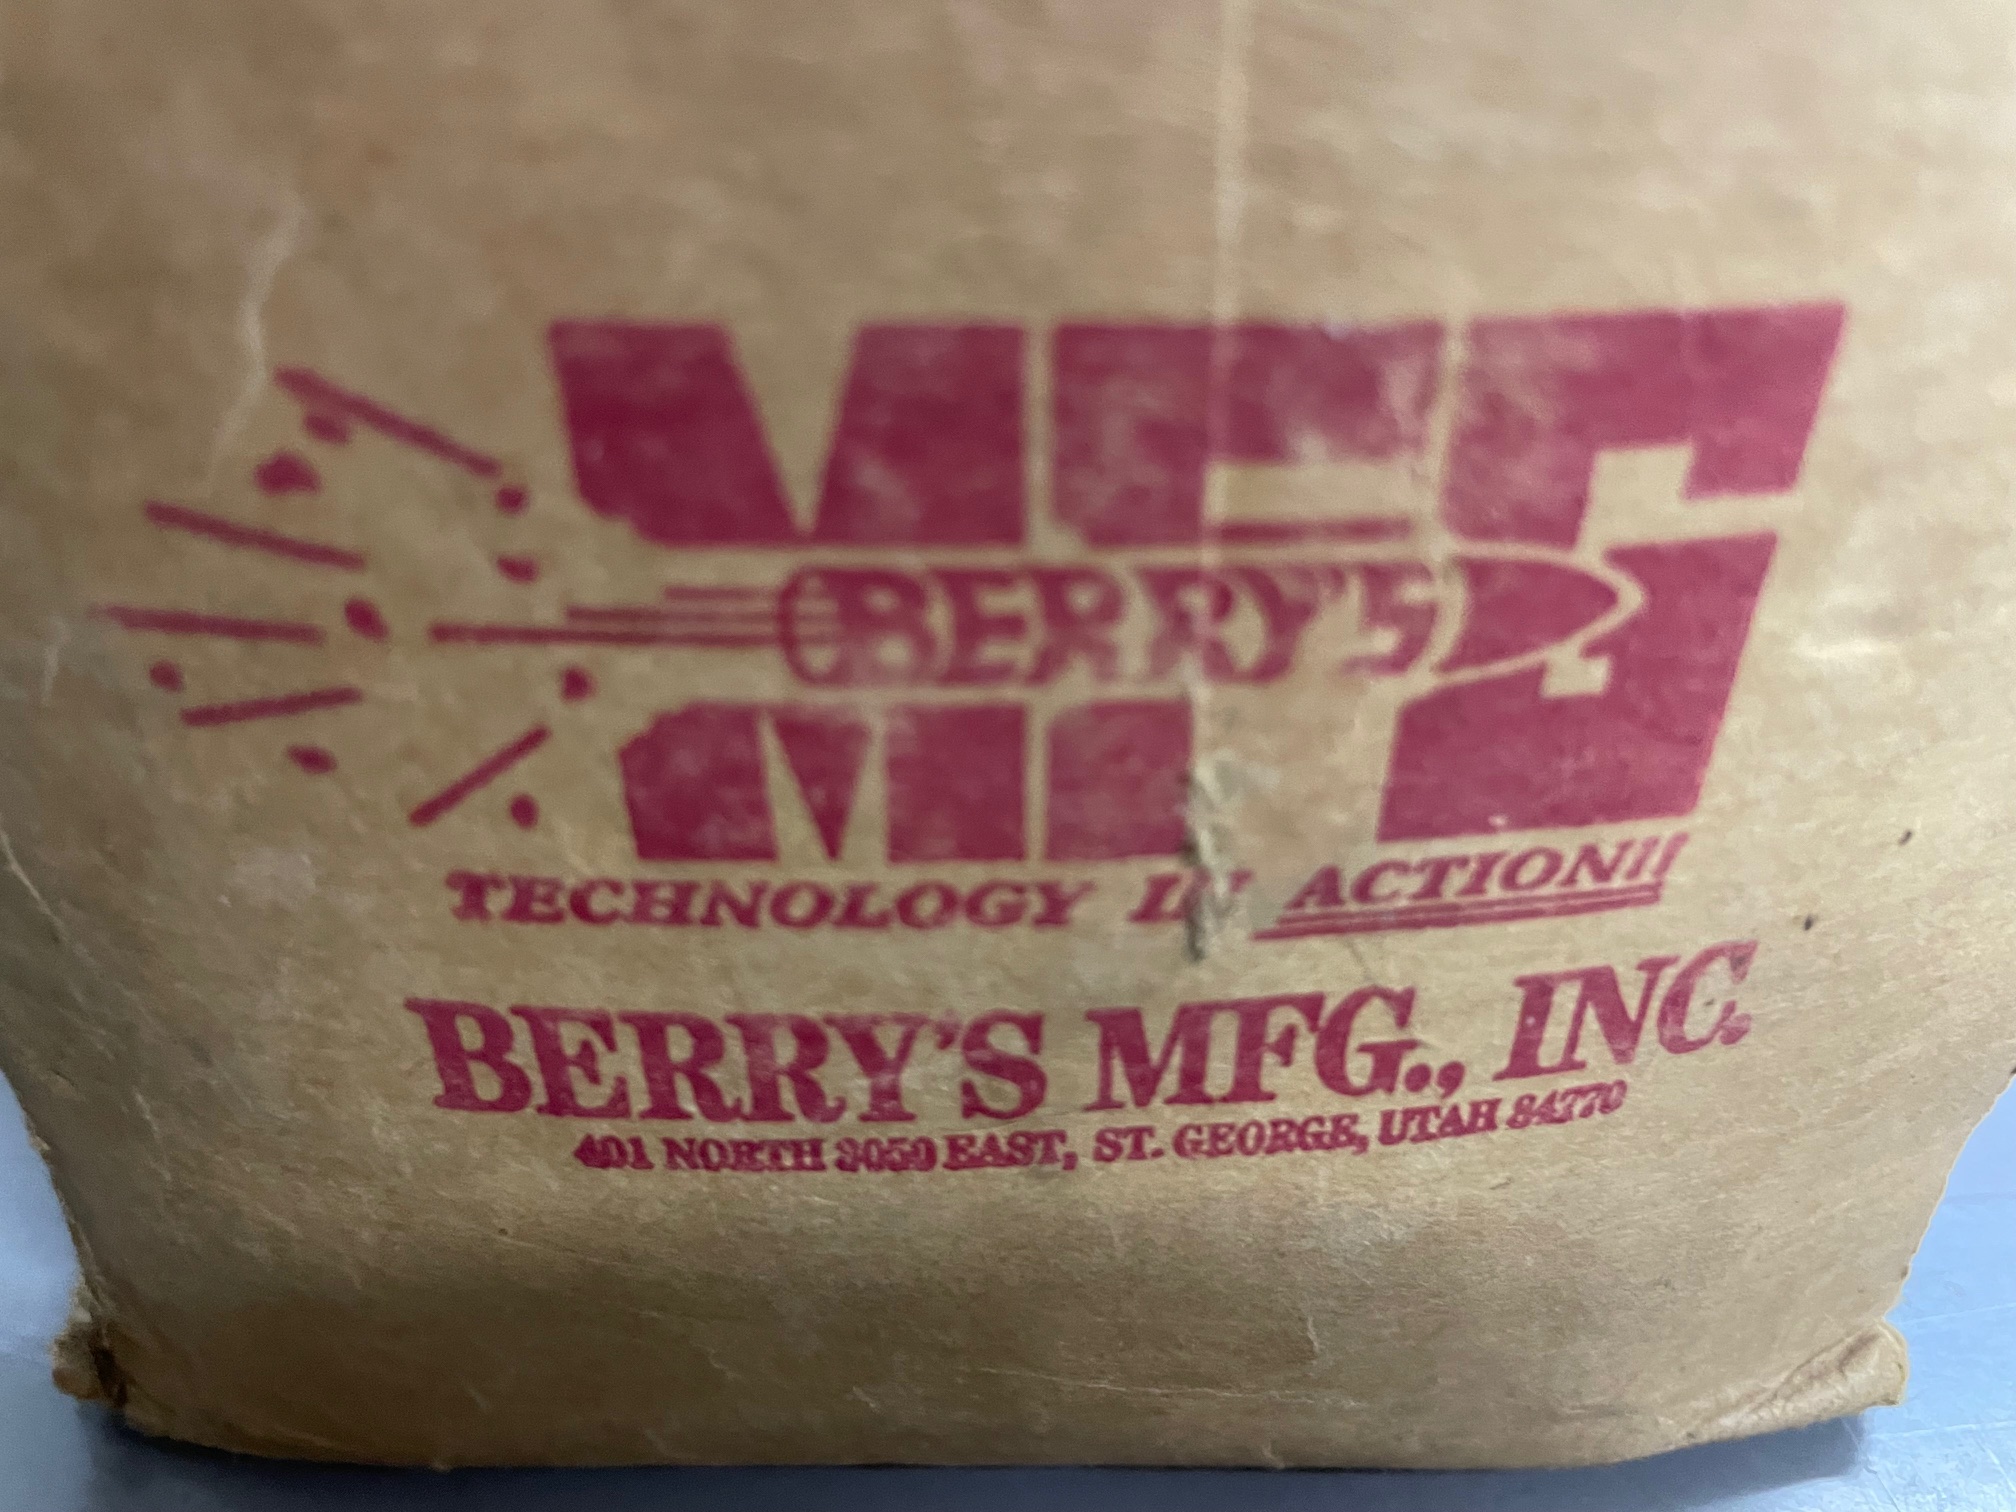 MFG
BERRY'S
TECHNOLOGY IN ACTION!!
BERRY'S MFG., INC.
401 NORTH 3050 EAST, ST. GEORGE, UTAH 84770